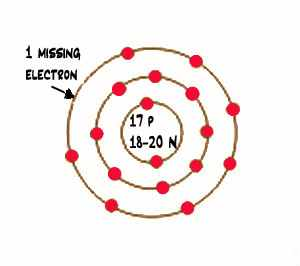 1 MISSING
ELECTRON
17 P
18-20 N